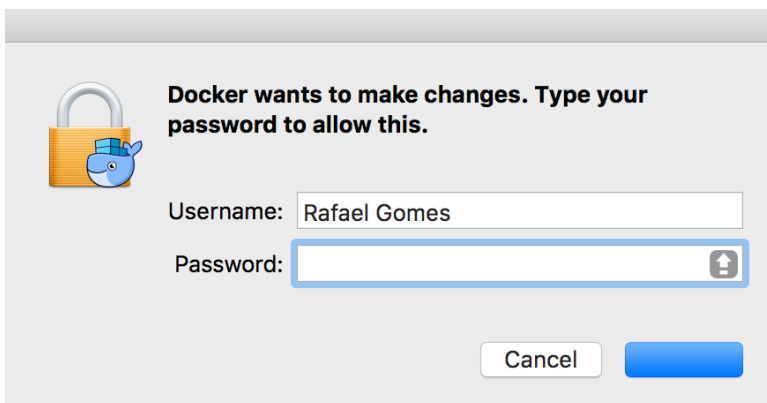 Docker wants to make changes. Type your
password to allow this.
Username: Rafael Gomes
Password:
Cancel